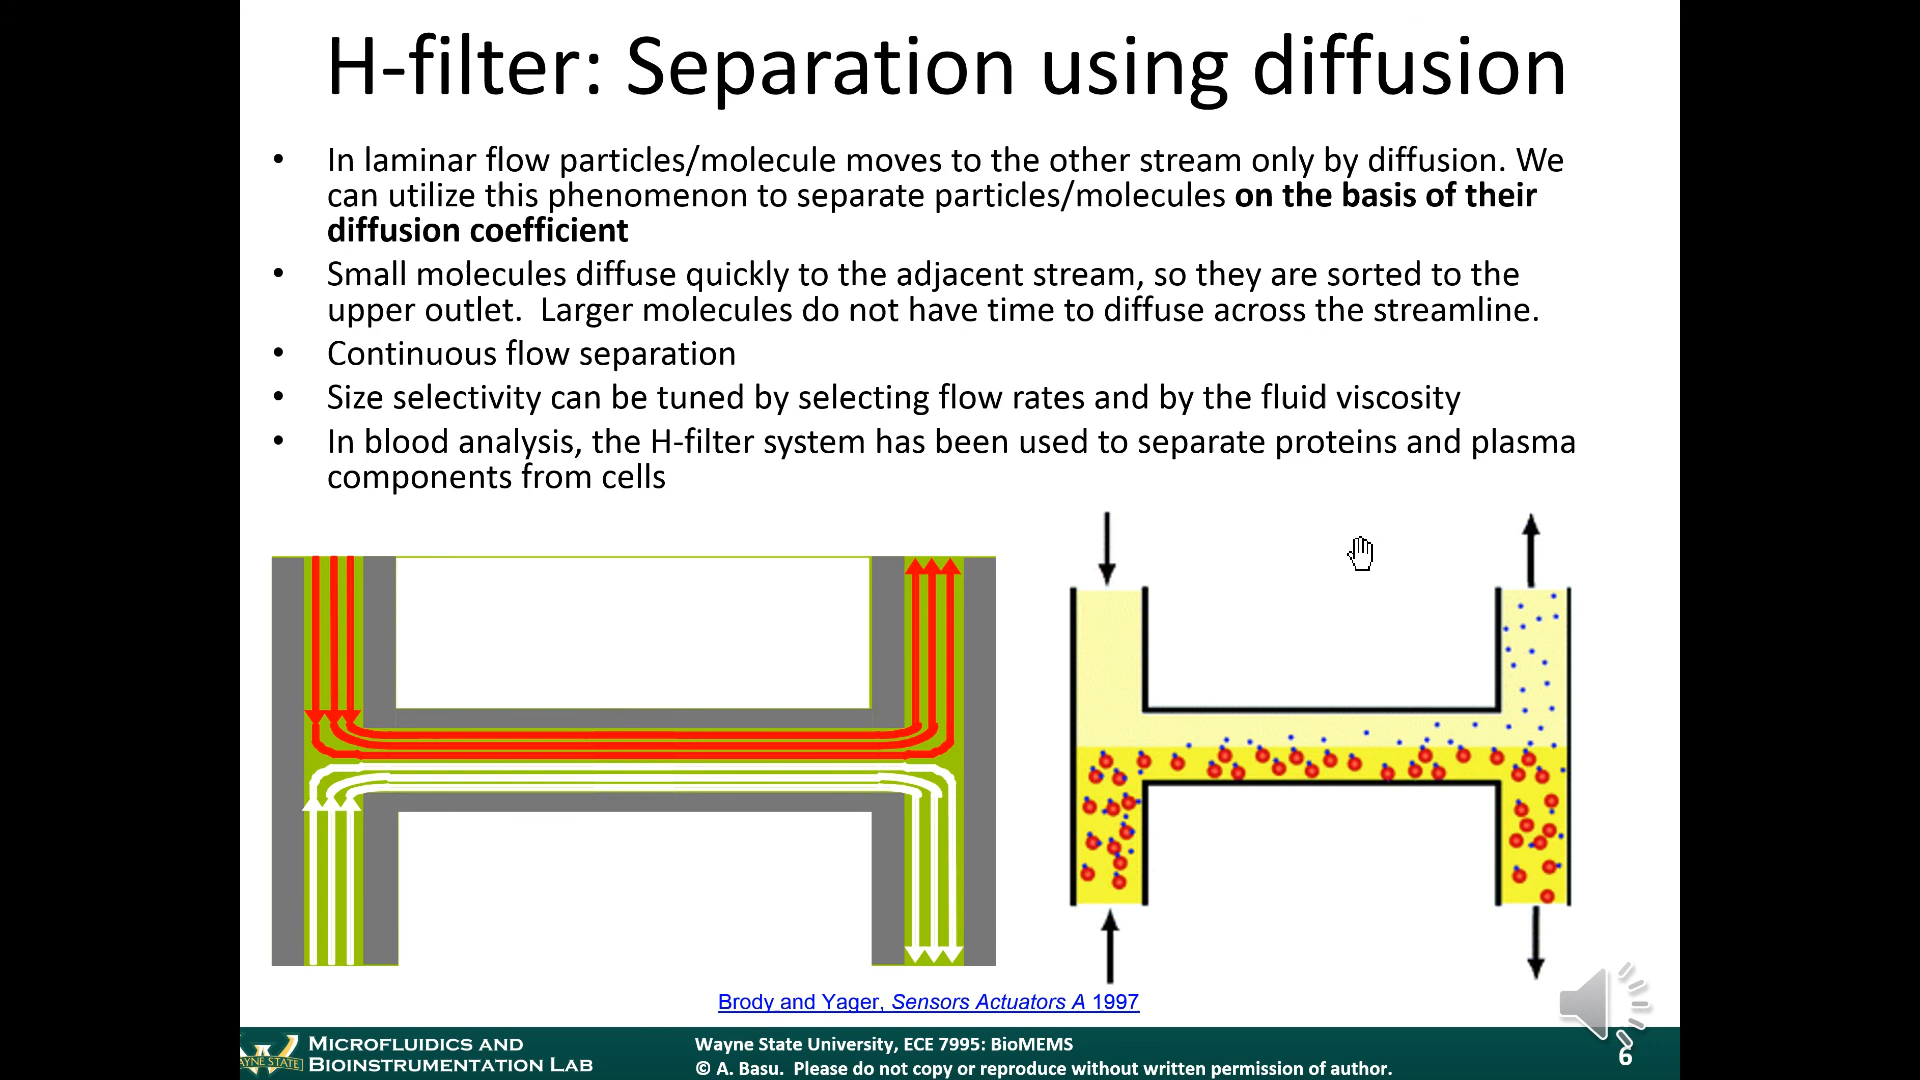 H-filter: Separation using diffusion
• In laminar flow particles/molecule moves to the other stream only by diffusion. We
can utilize this phenomenon to separate particles/molecules on the basis of their
diffusion coefficient
• Small molecules diffuse quickly to the adjacent stream, so they are sorted to the
upper outlet.  Larger molecules do not have time to diffuse across the streamline.
• Continuous flow separation
• Size selectivity can be tuned by selecting flow rates and by the fluid viscosity
• In blood analysis, the H-filter system has been used to separate proteins and plasma
components from cells
Brody and Yager, Sensors Actuators A 1997
WAYNE STATE
MICROFLUIDICS AND
BIOINSTRUMENTATION LAB
Wayne State University, ECE 7995: BioMEMS
© A. Basu.  Please do not copy or reproduce without written permission of author.
6